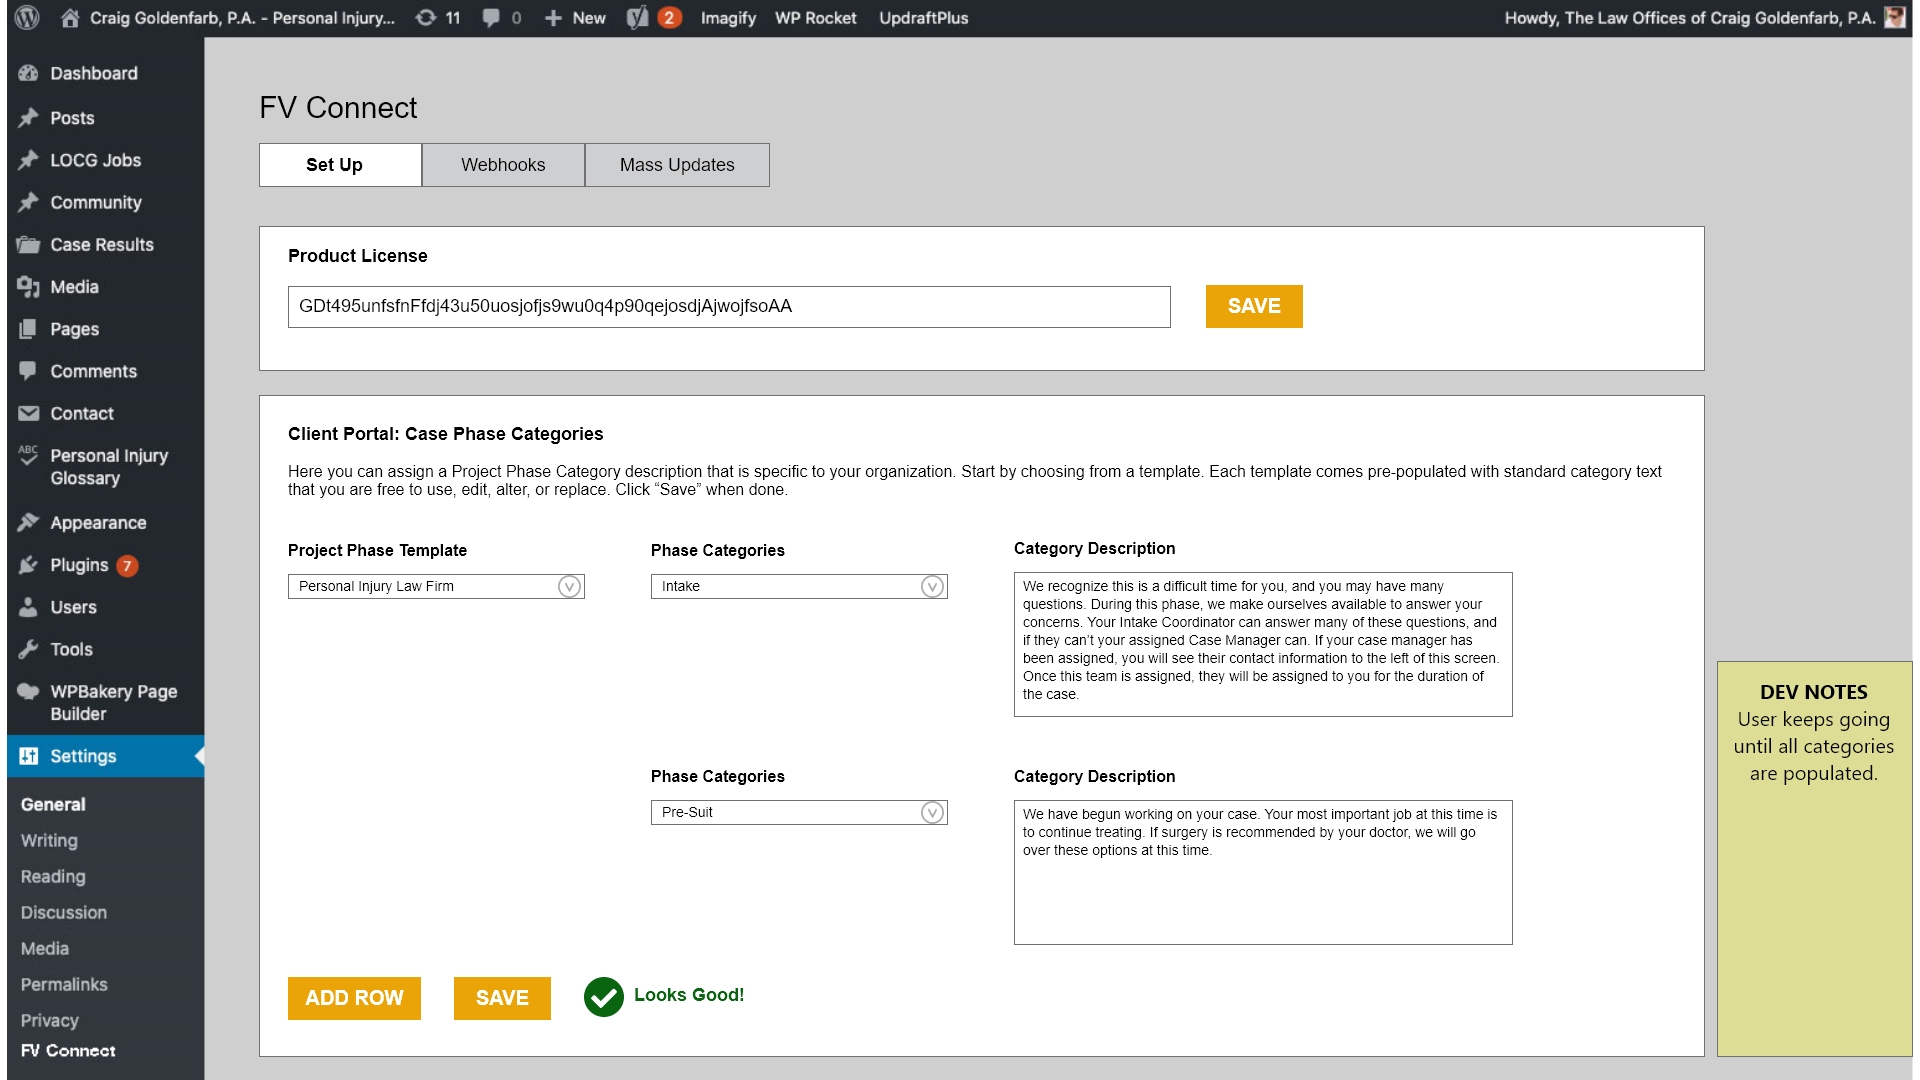 Craig Goldenfarb, P.A. - Personal Injury... 11 0 New 2 Imagify WP Rocket UpdraftPlus Howdy, The Law Offices of Craig Goldenfarb, P.A.
Dashboard
Posts
LOCG Jobs
Community
Case Results
Media
Pages
Comments
Contact
ABC
Personal Injury
Glossary
Appearance
Plugins 7
Users
Tools
WPBakery Page
Builder
Settings
General
Writing
Reading
Discussion
Media
Permalinks
Privacy
FV Connect
FV Connect
Set Up Webhooks Mass Updates
Product License
GDt495unfsfnFfdj43u50uosjofjs9wu0q4p90qejosdjAjwojfsoAA SAVE
Client Portal: Case Phase Categories
Here you can assign a Project Phase Category description that is specific to your organization. Start by choosing from a template. Each template comes pre-populated with standard category text
that you are free to use, edit, alter, or replace. Click “Save” when done.
Project Phase Template
Personal Injury Law Firm V
Phase Categories
Intake V
Category Description
We recognize this is a difficult time for you, and you may have many
questions. During this phase, we make ourselves available to answer your
concerns. Your Intake Coordinator can answer many of these questions, and
if they can’t your assigned Case Manager can. If your case manager has
been assigned, you will see their contact information to the left of this screen.
Once this team is assigned, they will be assigned to you for the duration of
the case.
Phase Categories
Pre-Suit V
Category Description
We have begun working on your case. Your most important job at this time is
to continue treating. If surgery is recommended by your doctor, we will go
over these options at this time.
ADD ROW SAVE Looks Good!
DEV NOTES
User keeps going
until all categories
are populated.